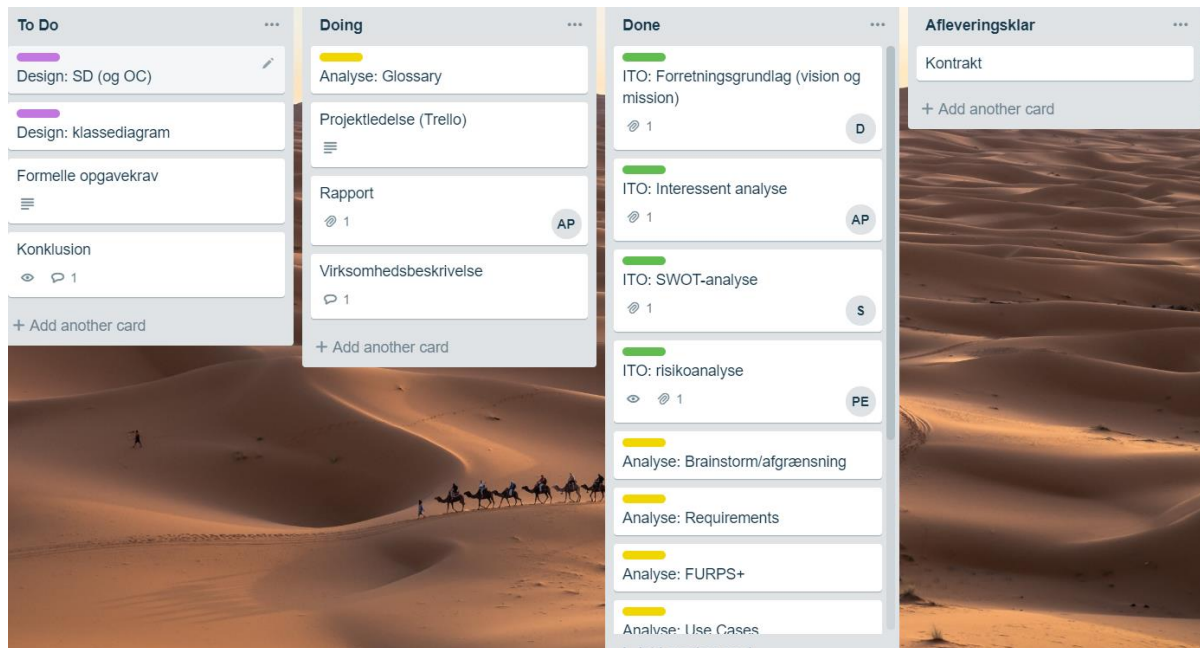 To Do
Design: SD (og OC)
Design: klassediagram
Formelle opgavekrav
Konklusion
1
+ Add another card
Doing
Analyse: Glossary
Projektledelse (Trello)
Rapport
1
AP
Virksomhedsbeskrivelse
1
+ Add another card
Done
ITO: Forretningsgrundlag (vision og
mission)
1
D
ITO: Interessent analyse
1
AP
ITO: SWOT-analyse
1
S
ITO: risikoanalyse
1
PE
Analyse: Brainstorm/afgrænsning
Analyse: Requirements
Analyse: FURPS+
Analyse: Use Cases
Afleveringsklar
Kontrakt
+ Add another card